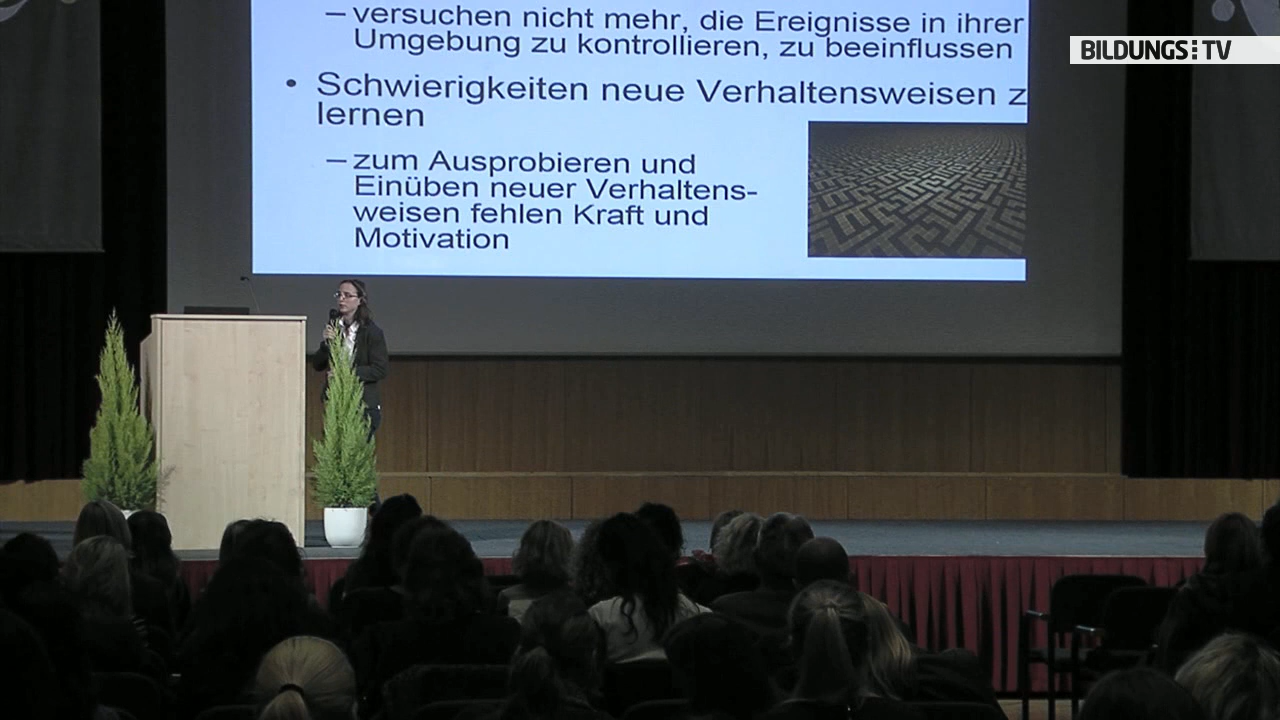 – versuchen nicht mehr, die Ereignisse in ihrer
Umgebung zu kontrollieren, zu beeinflussen
BILDUNGS TV
• Schwierigkeiten neue Verhaltensweisen z
lernen
– zum Ausprobieren und
Einüben neuer Verhaltens-
weisen fehlen Kraft und
Motivation